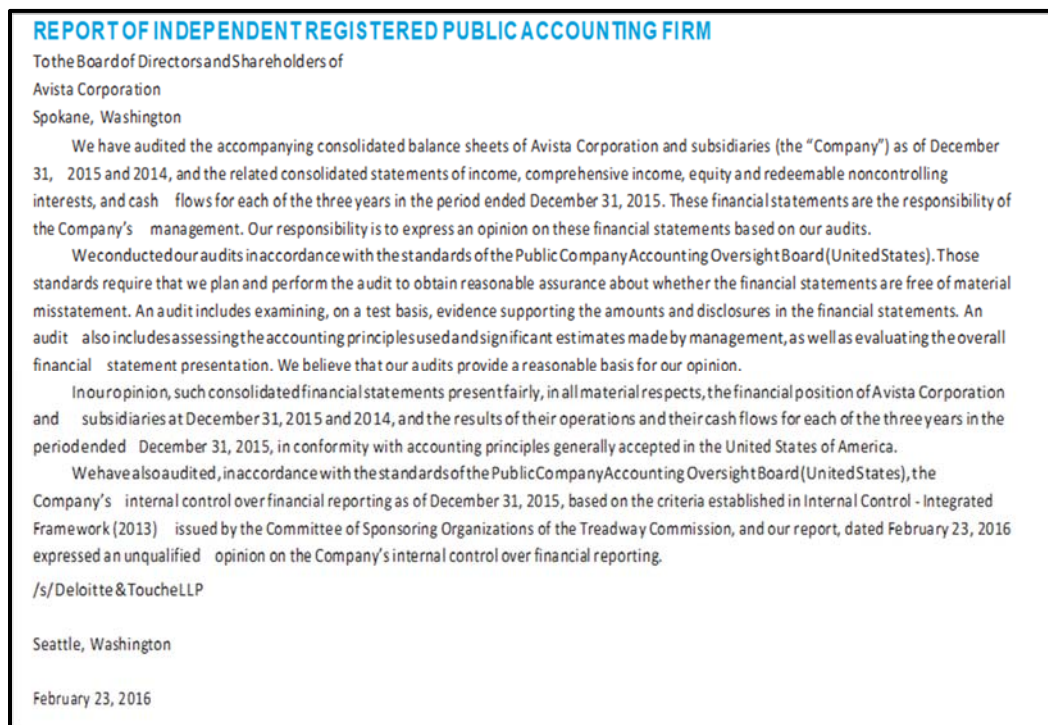 REPORT OF INDEPENDENT REGISTERED PUBLIC ACCOUNTING FIRM
To the Board of Directors and Shareholders of
Avista Corporation
Spokane, Washington
We have audited the accompanying consolidated balance sheets of Avista Corporation and subsidiaries (the “Company”) as of December
31, 2015 and 2014, and the related consolidated statements of income, comprehensive income, equity and redeemable noncontrolling
interests, and cash flows for each of the three years in the period ended December 31, 2015. These financial statements are the responsibility of
the Company’s management. Our responsibility is to express an opinion on these financial statements based on our audits.
We conducted our audits in accordance with the standards of the Public Company Accounting Oversight Board (United States). Those
standards require that we plan and perform the audit to obtain reasonable assurance about whether the financial statements are free of material
misstatement. An audit includes examining, on a test basis, evidence supporting the amounts and disclosures in the financial statements. An
audit also includes assessing the accounting principles used and significant estimates made by management, as well as evaluating the overall
financial statement presentation. We believe that our audits provide a reasonable basis for our opinion.
In our opinion, such consolidated financial statements present fairly, in all material respects, the financial position of Avista Corporation
and subsidiaries at December 31, 2015 and 2014, and the results of their operations and their cash flows for each of the three years in the
period ended December 31, 2015, in conformity with accounting principles generally accepted in the United States of America.
We have also audited, in accordance with the standards of the Public Company Accounting Oversight Board (United States), the
Company’s internal control over financial reporting as of December 31, 2015, based on the criteria established in Internal Control - Integrated
Framework (2013) issued by the Committee of Sponsoring Organizations of the Treadway Commission, and our report, dated February 23, 2016
expressed an unqualified opinion on the Company’s internal control over financial reporting.
/s/ Deloitte & Touche LLP
Seattle, Washington
February 23, 2016